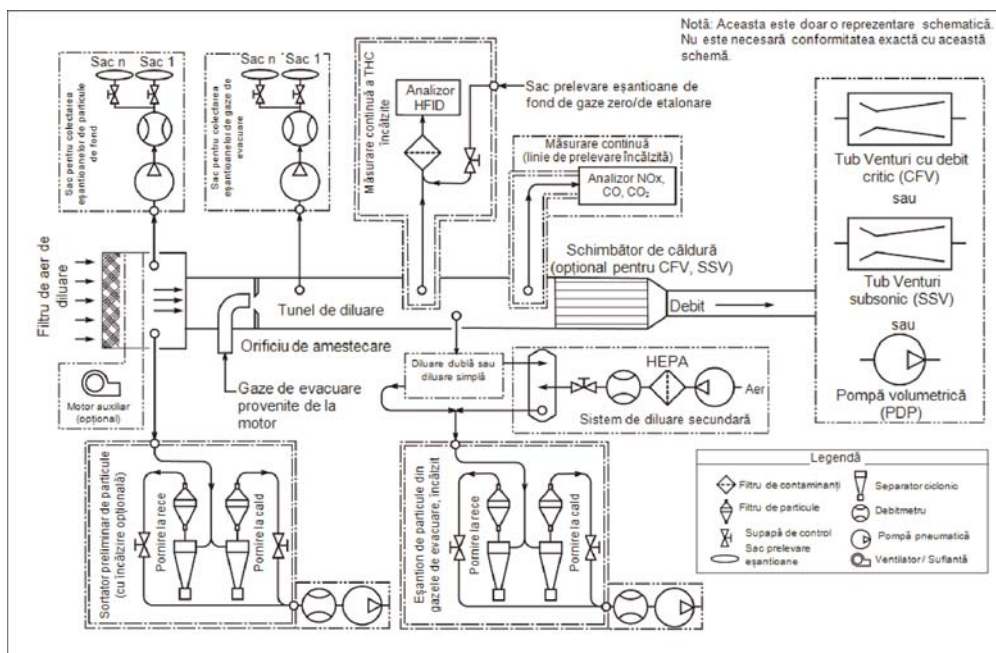 Notă: Aceasta este doar o reprezentare schematică.
Nu este necesară conformitatea exactă cu această
schemă.
Sac n
Sac 1
Sac pentru colectarea
eșantioanelor de particule
de fond
Sac n
Sac 1
Sac pentru colectarea
eșantioanelor de gaze de
evacuare
Măsurare continuă a THC
încălzite
Analizor
HFID
Sac prelevare eșantioane de
fond de gaze zero/de etalonare
Măsurare continuă
(linie de prelevare încălzită)
Analizor NOx,
CO, CO₂
Tub Venturi cu debit
critic (CFV)
sau
Tub Venturi
subsonic (SSV)
sau
Pompă volumetrică
(PDP)
Filtru de aer de
diluare
Tunel de diluare
Orificiu de amestecare
Schimbător de căldură
(opțional pentru CFV, SSV)
Debit
Motor auxiliar
(opțional)
Gaze de evacuare
provenite de la
motor
Diluare dublă sau
diluare simplă
HEPA
Aer
Sistem de diluare secundară
Sortator preliminar de particule
(cu încălzire opțională)
Pornire la rece
Pornire la cald
Eșantion de particule din
gazele de evacuare, încălzit
Pornire la rece
Pornire la cald
Legendă
Filtru de contaminanți
Filtru de particule
Supapă de control
Sac prelevare
eșantioane
Separator ciclonic
Debitmetru
Pompă pneumatică
Ventilator/ Suflantă